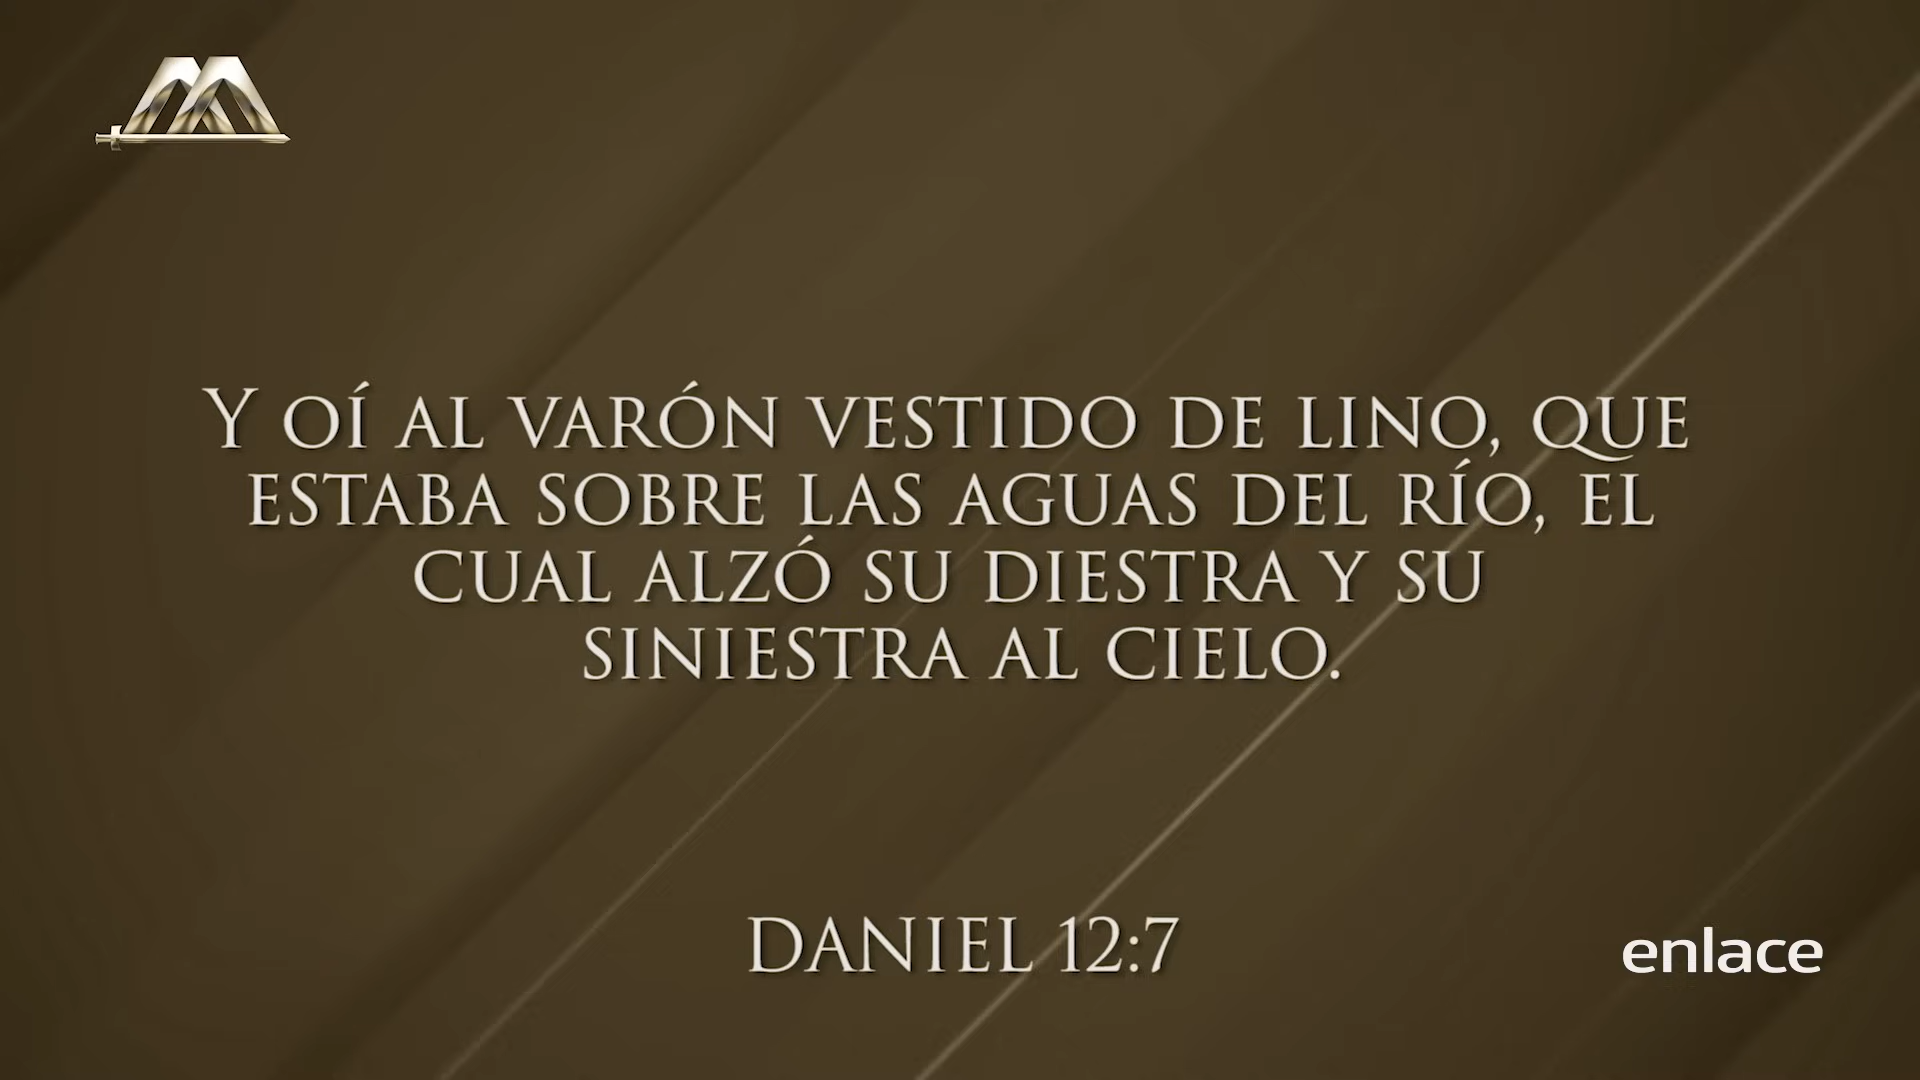 Y OÍ AL VARÓN VESTIDO DE LINO, QUE
ESTABA SOBRE LAS AGUAS DEL RÍO, EL
CUAL ALZÓ SU DIESTRA Y SU
SINIESTRA AL CIELO.
DANIEL 12:7
enlace